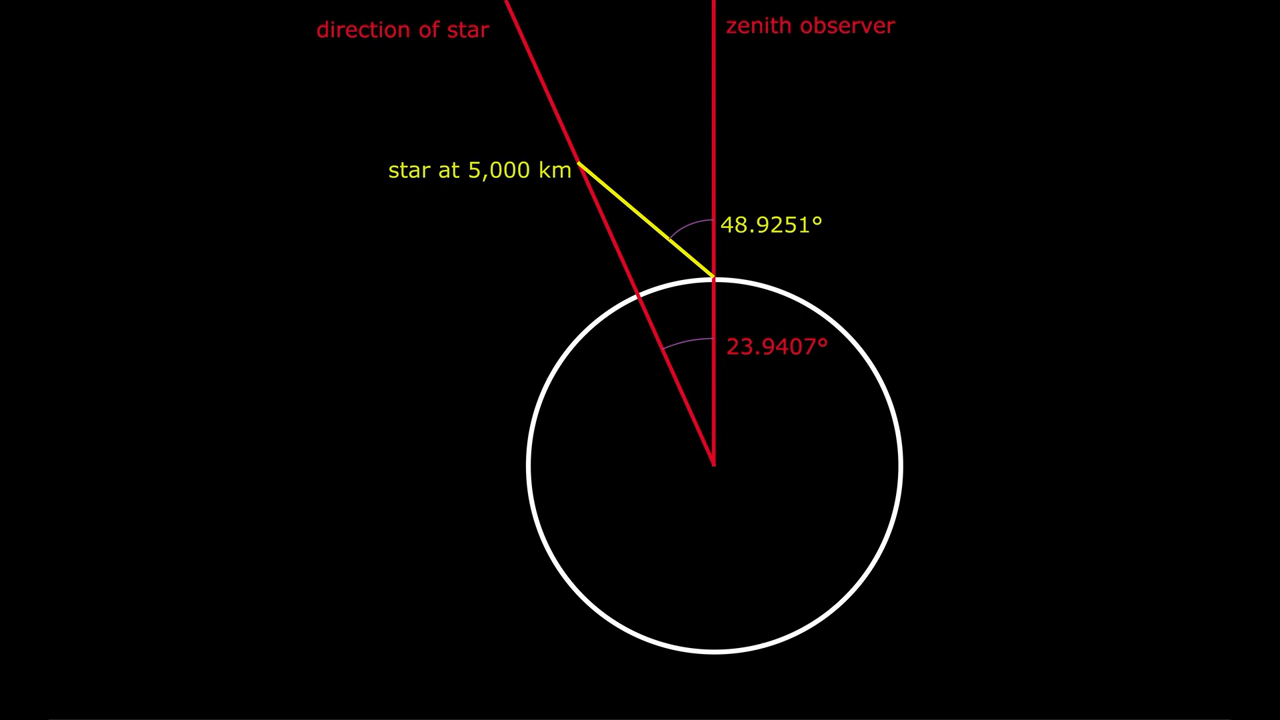 direction of star
zenith observer
star at 5,000 km
48.9251°
23.9407°